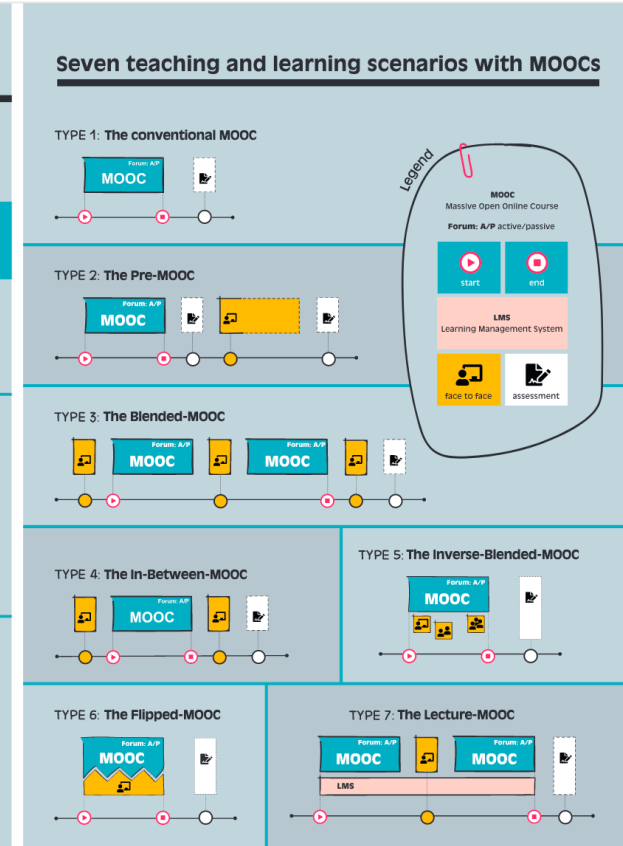 Seven teaching and learning scenarios with MOOCs
TYPE 1: The conventional MOOC
Forum: A/P
MOOC
Legend
MOOC
Massive Open Online Course
Forum: A/P active/passive
start
end
LMS
Learning Management System
face to face
assessment
TYPE 2: The Pre-MOOC
Forum: A/P
MOOC
TYPE 3: The Blended-MOOC
Forum: A/P
MOOC
Forum: A/P
MOOC
TYPE 4: The In-Between-MOOC
Forum: A/P
MOOC
TYPE 5: The Inverse-Blended-MOOC
Forum: A/P
MOOC
TYPE 6: The Flipped-MOOC
Forum: A/P
MOOC
TYPE 7: The Lecture-MOOC
Forum: A/P
MOOC
Forum: A/P
MOOC
LMS